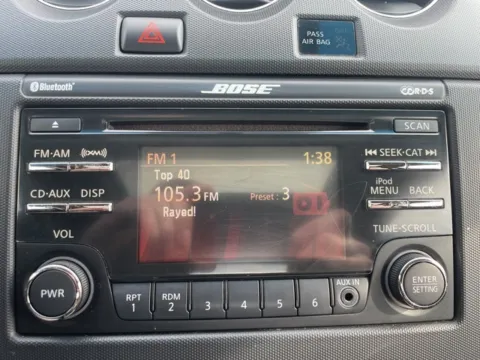 PASS
AIR BAG
Bluetooth
BOSE
R·D·S
SCAN
FM·AM
((XM))
SEEK·CAT
FM 1
1:38
Top 40
105.3 FM
Preset : 3
Rayad!
CD·AUX
DISP
iPod
MENU
BACK
VOL
TUNE·SCROLL
PWR
ENTER
SETTING
AUX IN
RPT
1
RDM
2
3
4
5
6